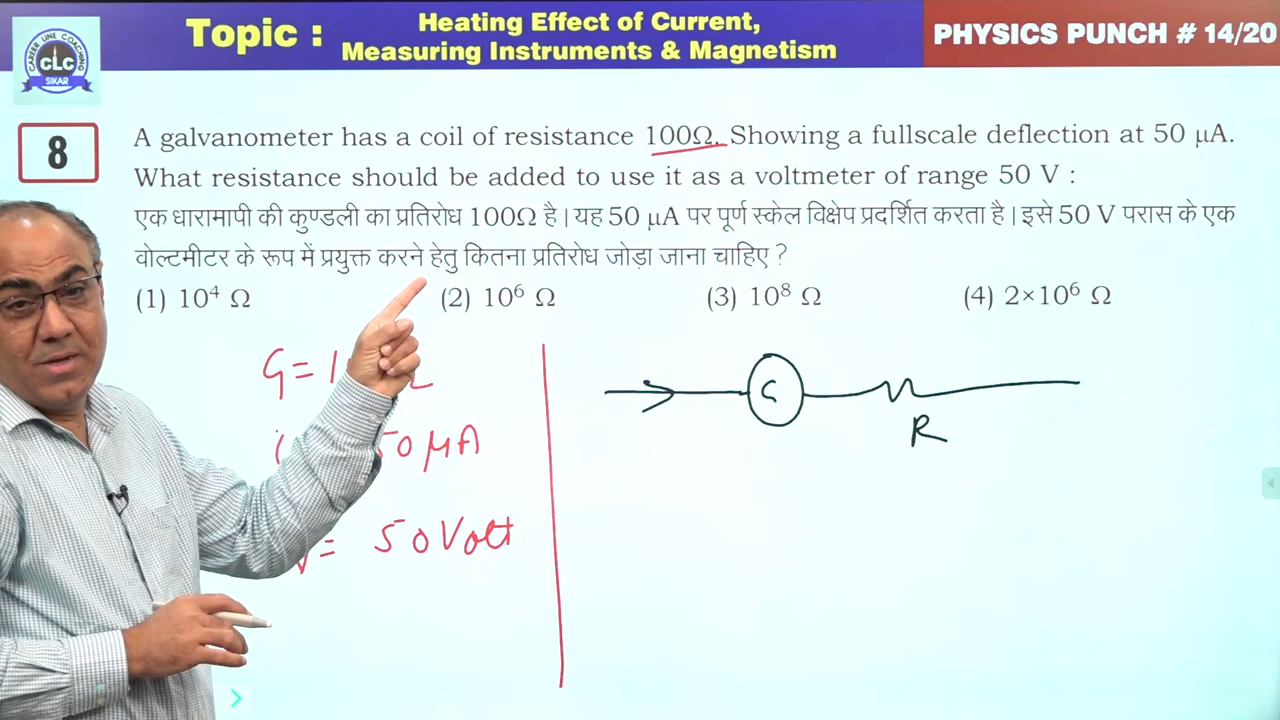 Topic : Heating Effect of Current,
Measuring Instruments & Magnetism
PHYSICS PUNCH # 14/20
CAREER LINE COACHING
CLC
SIKAR
8
A galvanometer has a coil of resistance 100Ω. Showing a fullscale deflection at 50 μA.
What resistance should be added to use it as a voltmeter of range 50 V :
एक धारामापी की कुण्डली का प्रतिरोध 100Ω है। यह 50 μA पर पूर्ण स्केल विक्षेप प्रदर्शित करता है। इसे 50 V परास के एक
वोल्टमीटर के रूप में प्रयुक्त करने हेतु कितना प्रतिरोध जोड़ा जाना चाहिए ?
(1) 10⁴ Ω (2) 10⁶ Ω (3) 10⁸ Ω (4) 2×10⁶ Ω
G = 1
i 50 μA
V = 50 Volt
G
R